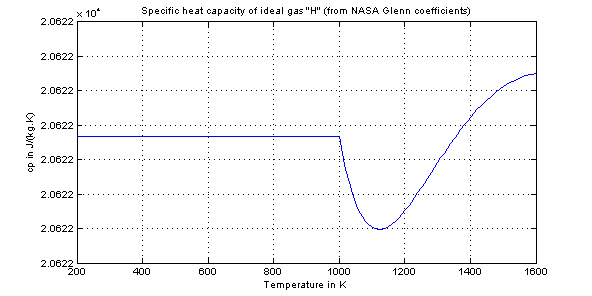 Specific heat capacity of ideal gas "H" (from NASA Glenn coefficients)
× 10⁴
2.0622
2.0622
2.0622
2.0622
2.0622
2.0622
2.0622
2.0622
cp in J/(kg.K)
200 400 600 800 1000 1200 1400 1600
Temperature in K